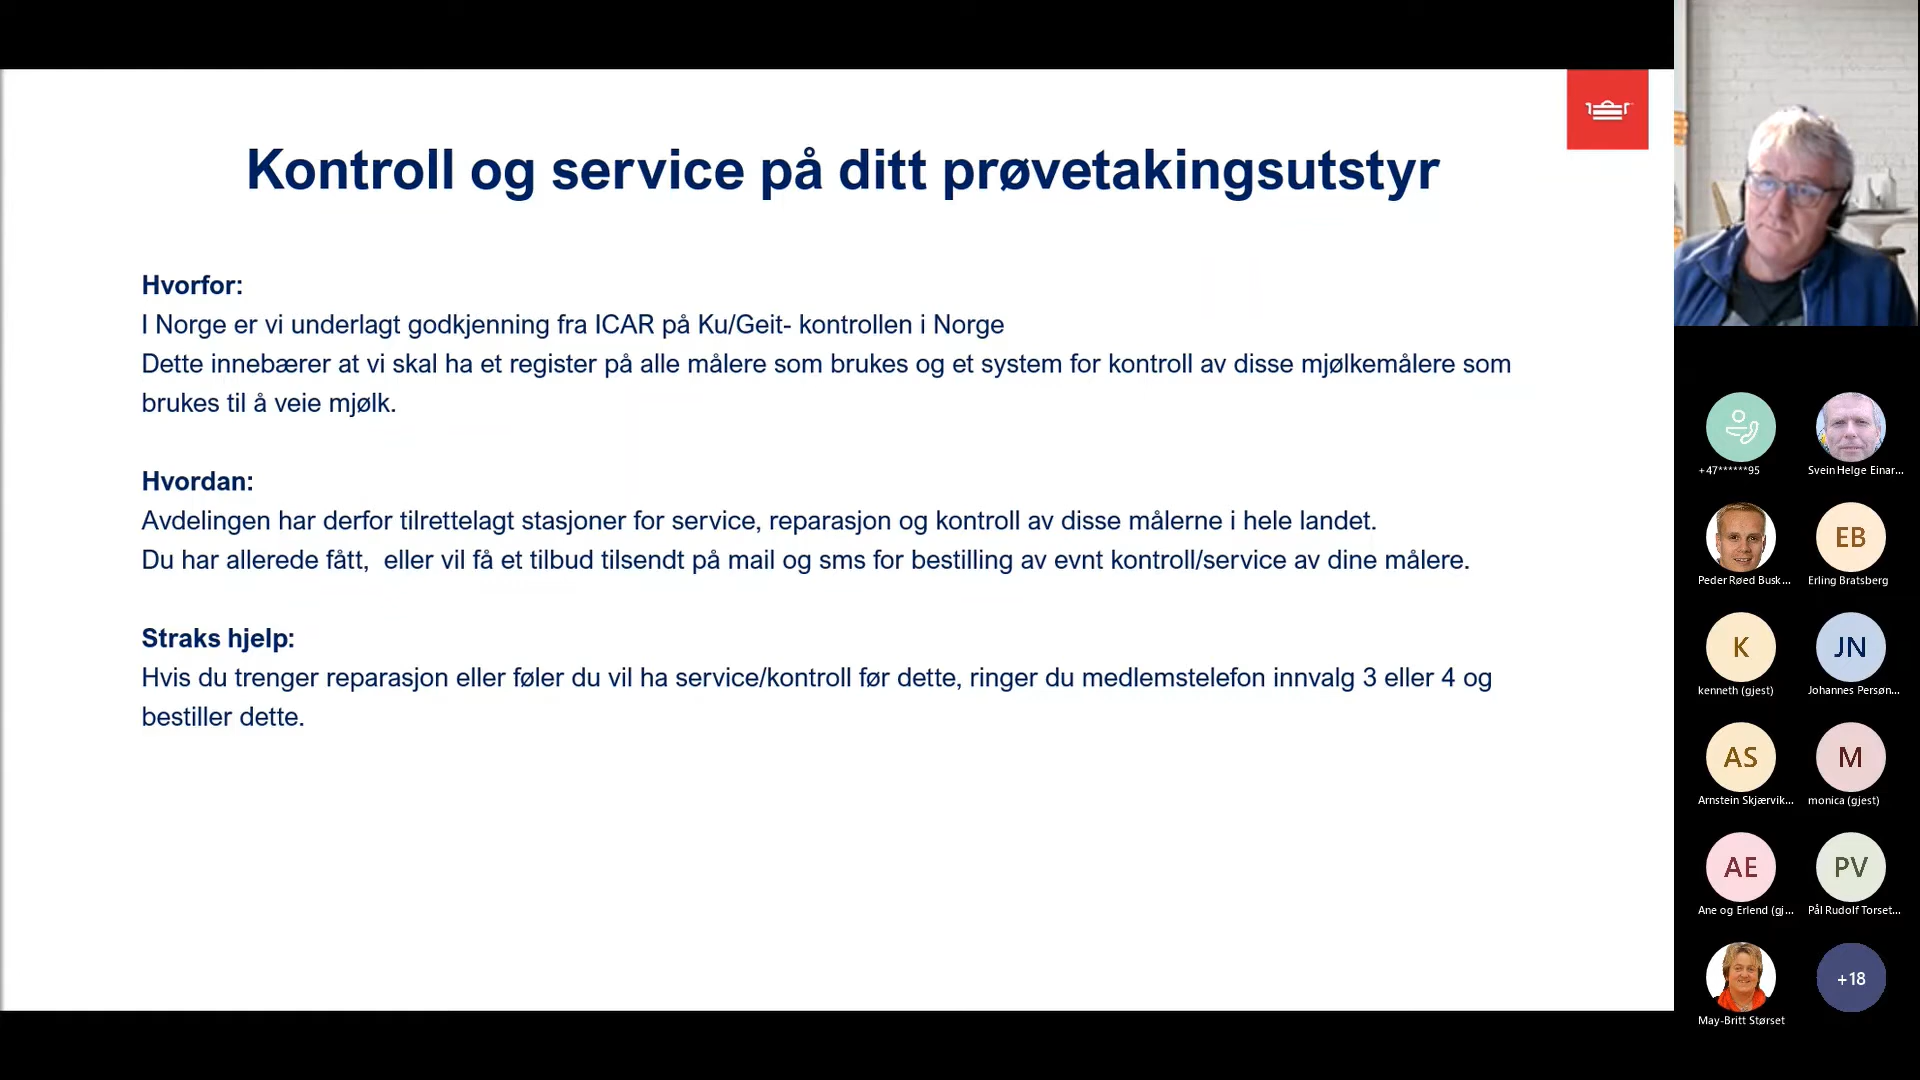 Kontroll og service på ditt prøvetakingsutstyr
Hvorfor:
I Norge er vi underlagt godkjenning fra ICAR på Ku/Geit- kontrollen i Norge
Dette innebærer at vi skal ha et register på alle målere som brukes og et system for kontroll av disse mjølkemålere som
brukes til å veie mjølk.
Hvordan:
Avdelingen har derfor tilrettelagt stasjoner for service, reparasjon og kontroll av disse målerne i hele landet.
Du har allerede fått,  eller vil få et tilbud tilsendt på mail og sms for bestilling av evnt kontroll/service av dine målere.
Straks hjelp:
Hvis du trenger reparasjon eller føler du vil ha service/kontroll før dette, ringer du medlemstelefon innvalg 3 eller 4 og
bestiller dette.
+47******95
Svein Helge Einar...
Peder Røed Busk...
EB
Erling Bratsberg
K
kenneth (gjest)
JN
Johannes Persøn...
AS
Arnstein Skjærvik...
M
monica (gjest)
AE
Ane og Erlend (gj...
PV
Pål Rudolf Torset...
May-Britt Størset
+18